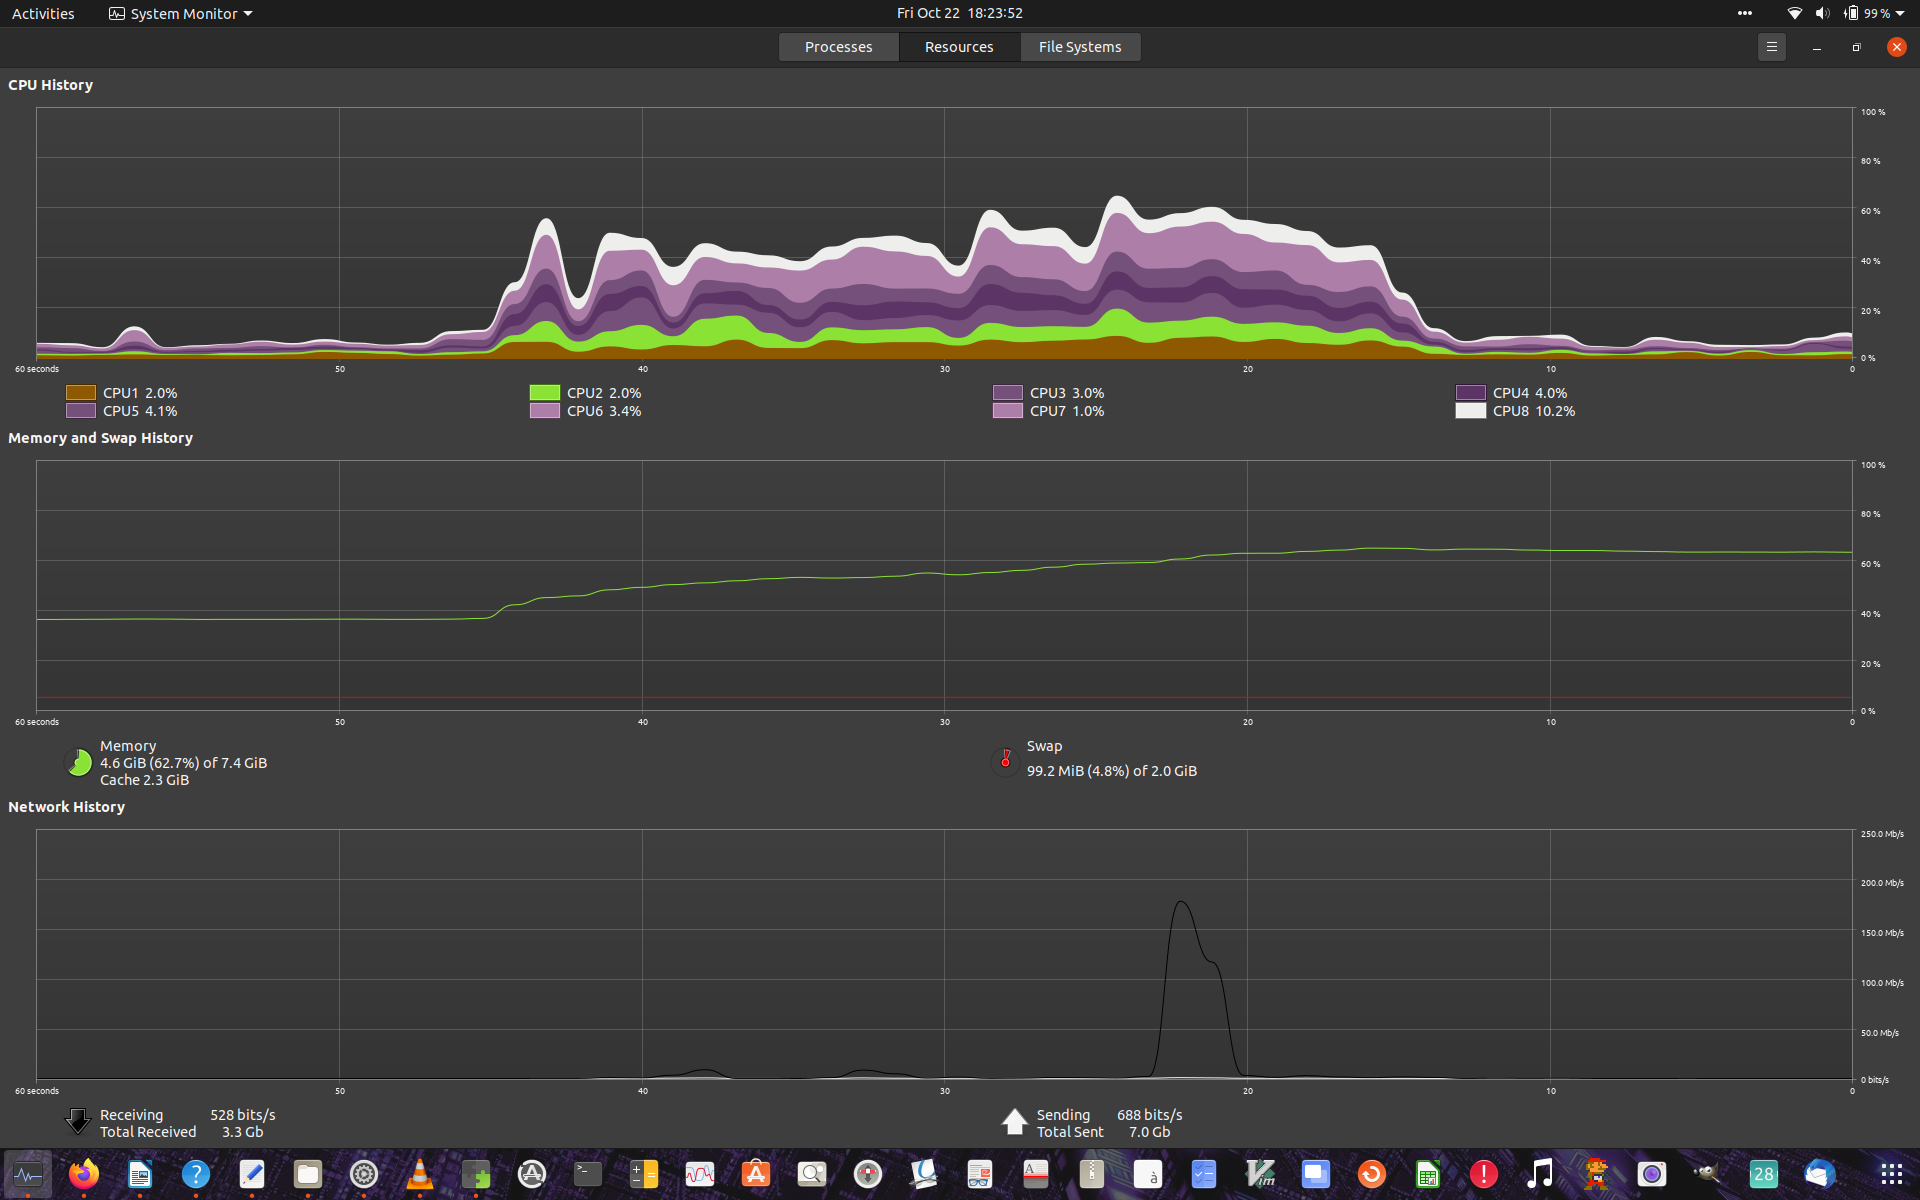 Activities System Monitor Fri Oct 22 18:23:52 99 %
Processes Resources File Systems
CPU History
100 %
80 %
60 %
40 %
20 %
0 %
60 seconds 50 40 30 20 10 0
CPU1 2.0% CPU2 2.0% CPU3 3.0% CPU4 4.0%
CPU5 4.1% CPU6 3.4% CPU7 1.0% CPU8 10.2%
Memory and Swap History
100 %
80 %
60 %
40 %
20 %
0 %
60 seconds 50 40 30 20 10 0
Memory
4.6 GiB (62.7%) of 7.4 GiB
Cache 2.3 GiB
Swap
99.2 MiB (4.8%) of 2.0 GiB
Network History
250.0 Mb/s
200.0 Mb/s
150.0 Mb/s
100.0 Mb/s
50.0 Mb/s
0 bits/s
60 seconds 50 40 30 20 10 0
Receiving 528 bits/s
Total Received 3.3 Gb
Sending 688 bits/s
Total Sent 7.0 Gb
? >_ A à Vim ! 28